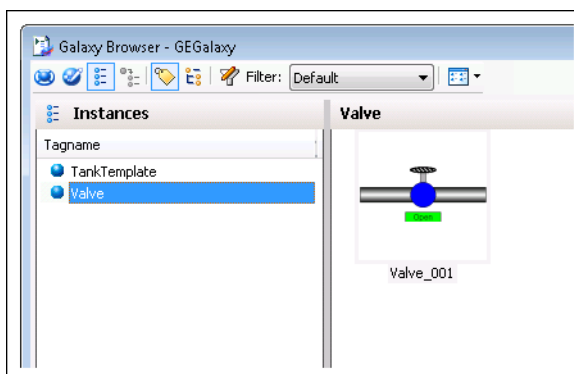 Galaxy Browser - GEGalaxy
Filter: Default
Instances
Valve
Tagname
TankTemplate
Valve
Open
Valve_001